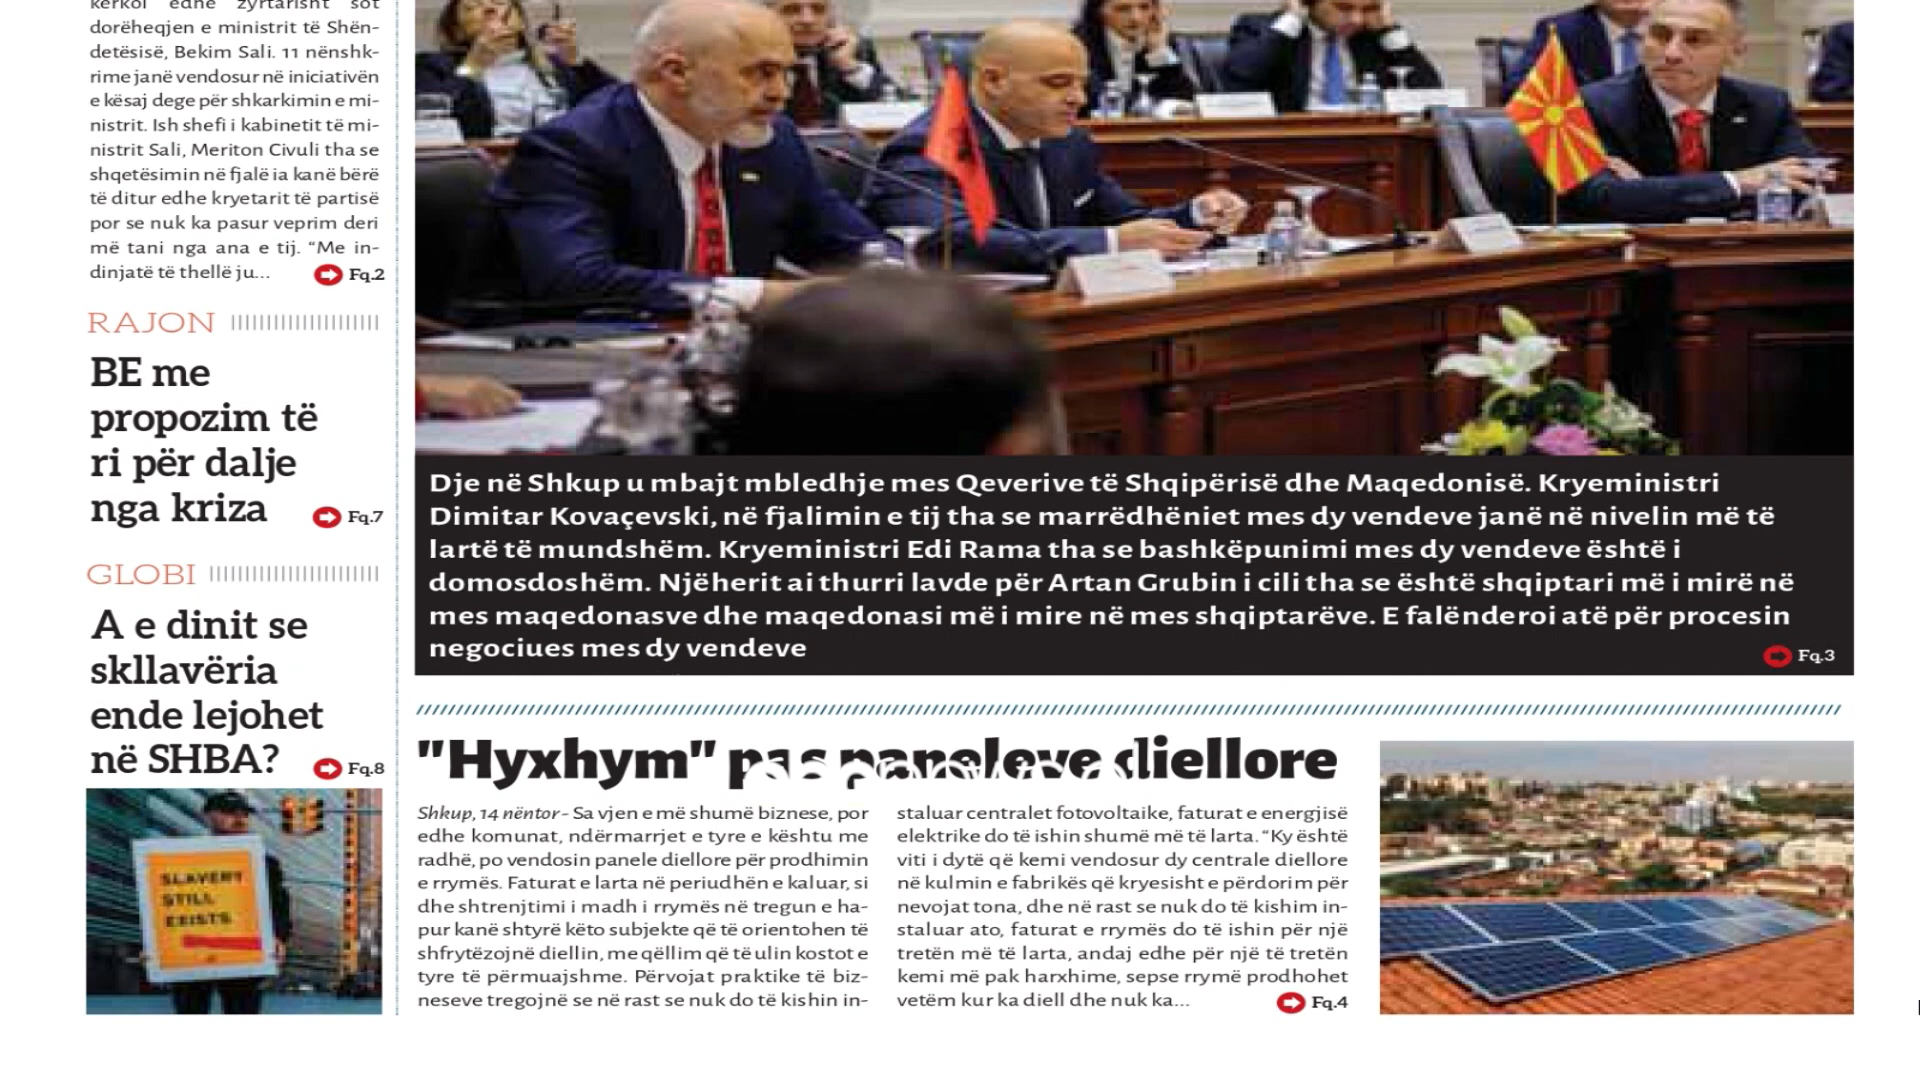 kërkoi edhe zyrtarisht sot
dorëheqjen e ministrit të Shën-
detësisë, Bekim Sali. 11 nënshk-
rime janë vendosur në iniciativën
e kësaj dege për shkarkimin e mi-
nistrit. Ish shefi i kabinetit të mi-
nistrit Sali, Meriton Civuli tha se
shqetësimin në fjalë ia kanë bërë
të ditur edhe kryetarit të partisë
por se nuk ka pasur veprim deri
më tani nga ana e tij. “Me in-
dinjatë të thellë ju...
Fq.2
RAJON
BE me
propozim të
ri për dalje
nga kriza
Fq.7
GLOBI
A e dinit se
skllavëria
ende lejohet
në SHBA?
Fq.8
SLAVERY
STILL
EXISTS
Dje në Shkup u mbajt mbledhje mes Qeverive të Shqipërisë dhe Maqedonisë. Kryeministri
Dimitar Kovaçevski, në fjalimin e tij tha se marrëdhëniet mes dy vendeve janë në nivelin më të
lartë të mundshëm. Kryeministri Edi Rama tha se bashkëpunimi mes dy vendeve është i
domosdoshëm. Njëherit ai thurri lavde për Artan Grubin i cili tha se është shqiptari më i mirë në
mes maqedonasve dhe maqedonasi më i mire në mes shqiptarëve. E falënderoi atë për procesin
negociues mes dy vendeve
Fq.3
"Hyxhym" pas paneleve diellore
Shkup, 14 nëntor - Sa vjen e më shumë biznese, por
edhe komunat, ndërmarrjet e tyre e kështu me
radhë, po vendosin panele diellore për prodhimin
e rrymës. Faturat e larta në periudhën e kaluar, si
dhe shtrenjtimi i madh i rrymës në tregun e ha-
pur kanë shtyrë këto subjekte që të orientohen të
shfrytëzojnë diellin, me qëllim që të ulin kostot e
tyre të përmuajshme. Përvojat praktike të biz-
neseve tregojnë se në rast se nuk do të kishin in-
staluar centralet fotovoltaike, faturat e energjisë
elektrike do të ishin shumë më të larta. “Ky është
viti i dytë që kemi vendosur dy centrale diellore
në kulmin e fabrikës që kryesisht e përdorim për
nevojat tona, dhe në rast se nuk do të kishim in-
staluar ato, faturat e rrymës do të ishin për një
tretën më të larta, andaj edhe për një të tretën
kemi më pak harxhime, sepse rrymë prodhohet
vetëm kur ka diell dhe nuk ka...
Fq.4